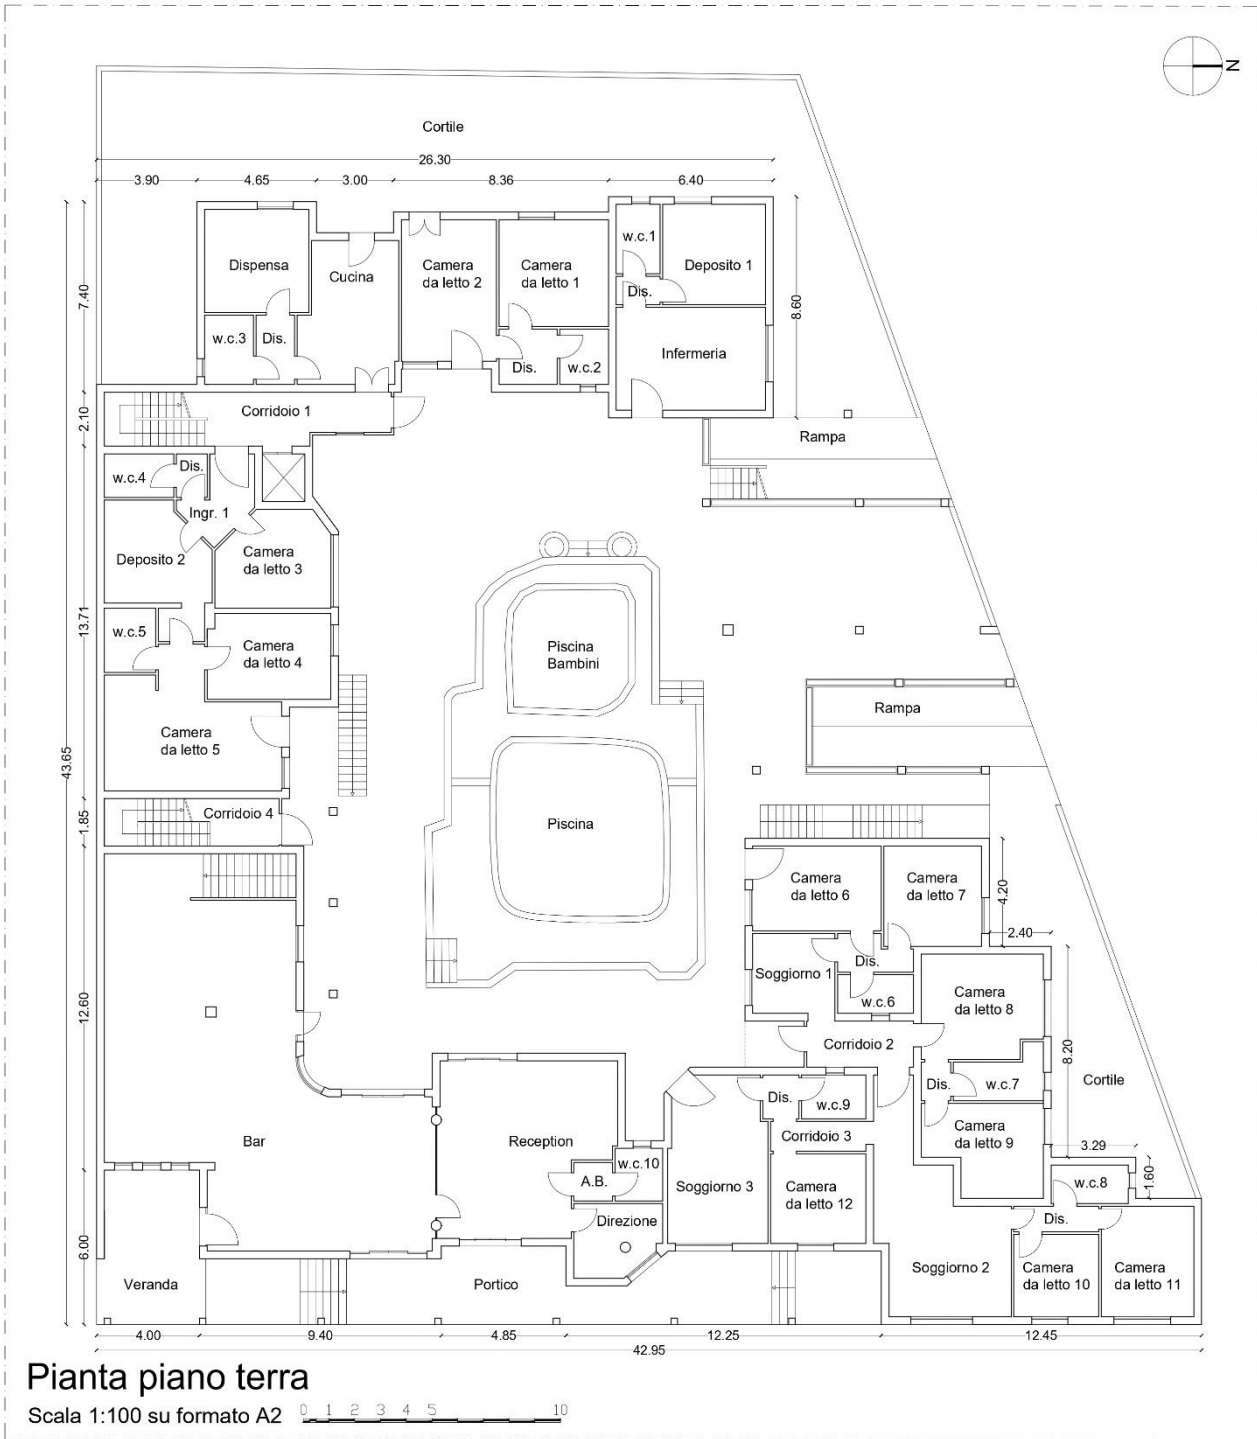 N
Cortile
26.30
3.90
4.65
3.00
8.36
6.40
w.c.1
Dispensa
Cucina
Camera
da letto 2
Camera
da letto 1
Deposito 1
Dis.
7.40
8.60
w.c.3
Dis.
Dis.
w.c.2
Infermeria
2.10
Corridoio 1
Rampa
w.c.4
Dis.
Ingr. 1
Deposito 2
Camera
da letto 3
13.71
w.c.5
Camera
da letto 4
Piscina
Bambini
Rampa
Camera
da letto 5
43.65
1.85
Corridoio 4
Piscina
Camera
da letto 6
Camera
da letto 7
4.20
2.40
Dis.
Soggiorno 1
w.c.6
Camera
da letto 8
12.60
Corridoio 2
8.20
Dis.
w.c.7
Cortile
Dis.
w.c.9
Camera
da letto 9
Bar
Reception
Corridoio 3
3.29
w.c.10
A.B.
Soggiorno 3
Camera
da letto 12
w.c.8
1.60
Direzione
Dis.
6.00
Veranda
Portico
Soggiorno 2
Camera
da letto 10
Camera
da letto 11
4.00
9.40
4.85
12.25
12.45
42.95
Pianta piano terra
Scala 1:100 su formato A2
0 1 2 3 4 5 10